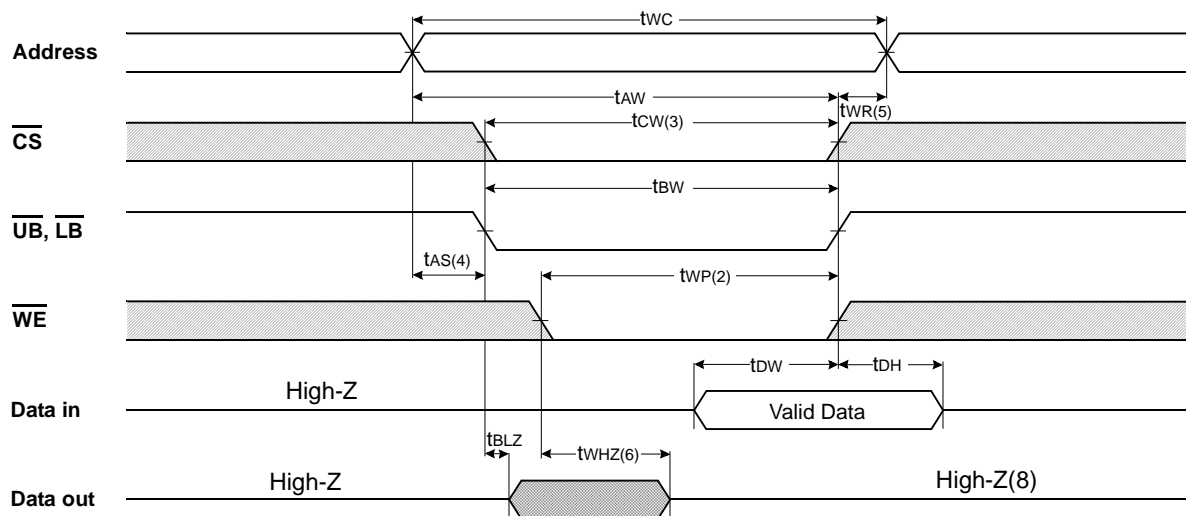 tWC
Address
tAW
tWR(5)
tCW(3)
CS
tBW
UB, LB
tAS(4)
tWP(2)
WE
tDW
tDH
High-Z
Data in
Valid Data
tBLZ
tWHZ(6)
High-Z
High-Z(8)
Data out